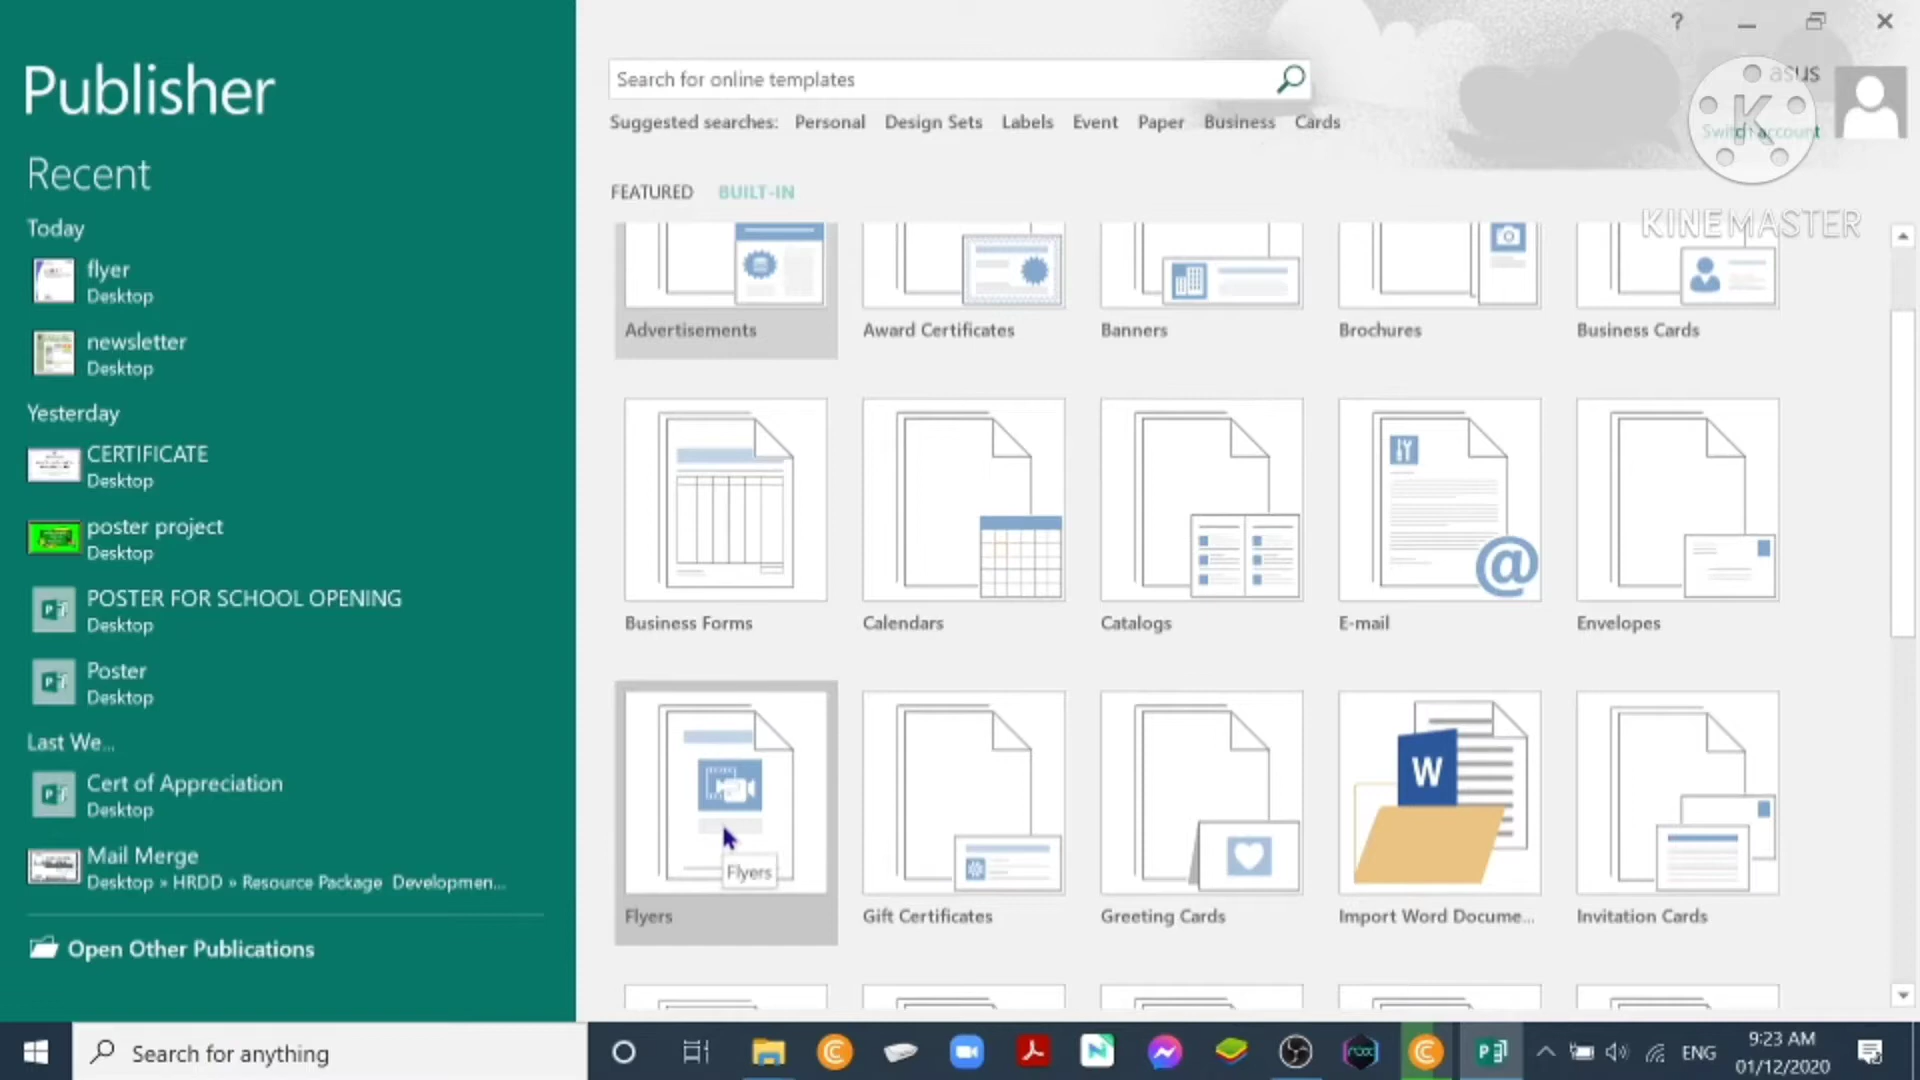 Publisher
Recent
Today
flyer
Desktop
newsletter
Desktop
Yesterday
CERTIFICATE
Desktop
poster project
Desktop
POSTER FOR SCHOOL OPENING
Desktop
Poster
Desktop
Last We...
Cert of Appreciation
Desktop
Mail Merge
Desktop » HRDD » Resource Package Developmen...
Open Other Publications
?
asus
Switch account
K
KINEMASTER
Search for online templates
Suggested searches: Personal Design Sets Labels Event Paper Business Cards
FEATURED BUILT-IN
Advertisements Award Certificates Banners Brochures Business Cards
@
Business Forms Calendars Catalogs E-mail Envelopes
W
Flyers
Flyers Gift Certificates Greeting Cards Import Word Docume... Invitation Cards
Search for anything
ENG
9:23 AM
01/12/2020